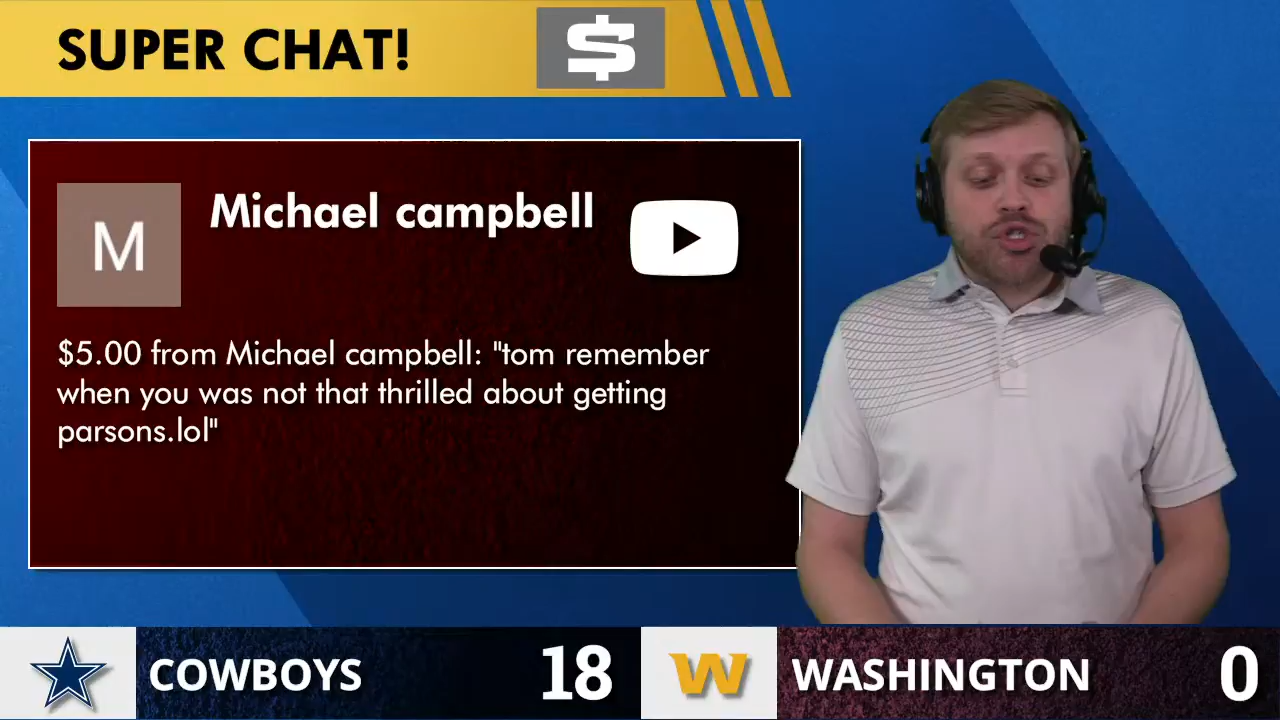 SUPER CHAT!
$
M
Michael campbell
$5.00 from Michael campbell: "tom remember
when you was not that thrilled about getting
parsons.lol"
COWBOYS 18 W WASHINGTON 0